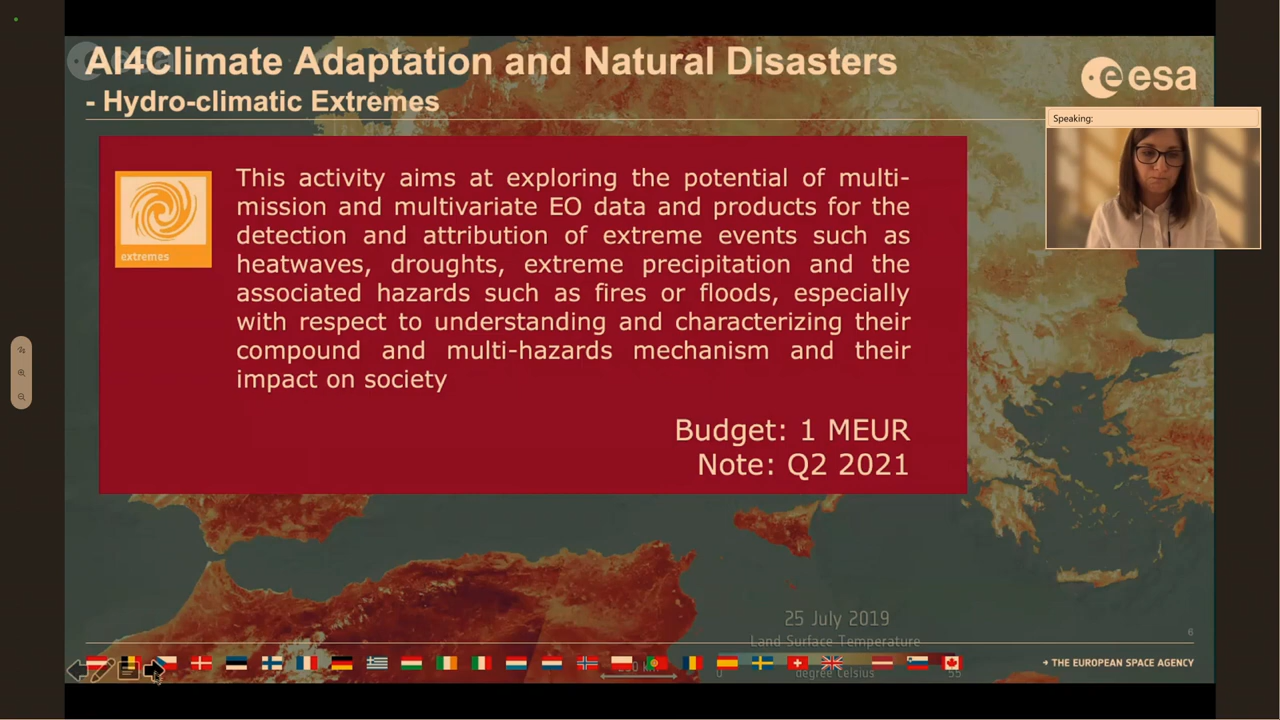 AI4Climate Adaptation and Natural Disasters
- Hydro-climatic Extremes
esa
Speaking:
This activity aims at exploring the potential of multi-
mission and multivariate EO data and products for the
detection and attribution of extreme events such as
heatwaves, droughts, extreme precipitation and the
associated hazards such as fires or floods, especially
with respect to understanding and characterizing their
compound and multi-hazards mechanism and their
impact on society
extremes
Budget: 1 MEUR
Note: Q2 2021
25 July 2019
Land Surface Temperature
6
0
degree Celsius
55
→ THE EUROPEAN SPACE AGENCY